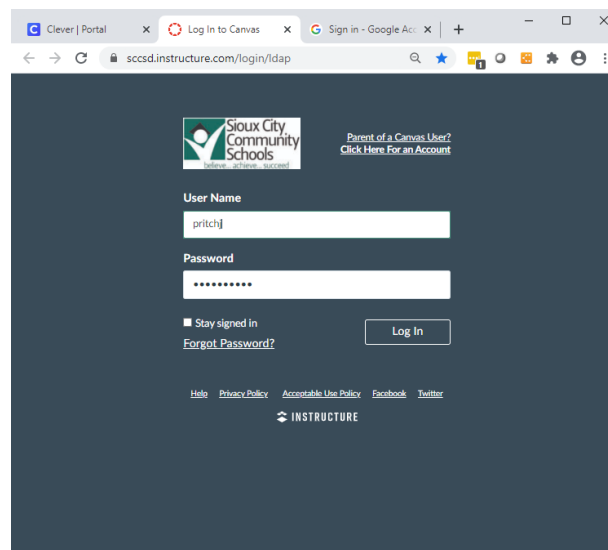 Clever | Portal
Log In to Canvas
Sign in - Google Acc
sccsd.instructure.com/login/ldap
1
Sioux City
Community
Schools
believe... achieve... succeed
Parent of a Canvas User?
Click Here For an Account
User Name
pritchj
Password
••••••••••
Stay signed in
Log In
Forgot Password?
Help Privacy Policy Acceptable Use Policy Facebook Twitter
INSTRUCTURE